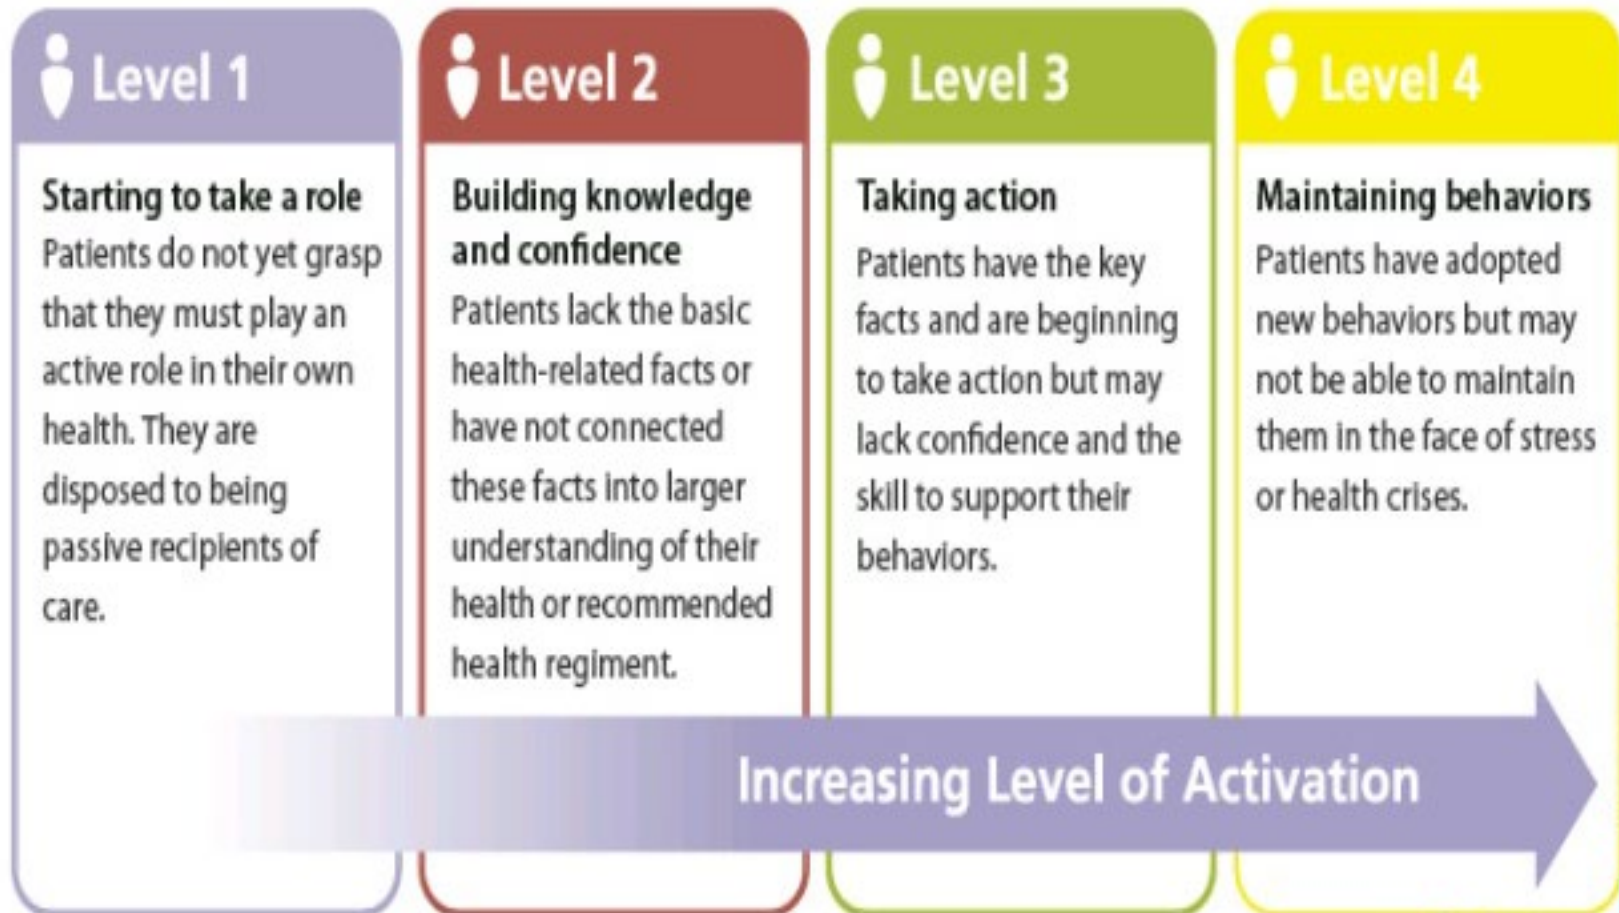 Level 1
Starting to take a role
Patients do not yet grasp
that they must play an
active role in their own
health. They are
disposed to being
passive recipients of
care.
Level 2
Building knowledge
and confidence
Patients lack the basic
health-related facts or
have not connected
these facts into larger
understanding of their
health or recommended
health regiment.
Level 3
Taking action
Patients have the key
facts and are beginning
to take action but may
lack confidence and the
skill to support their
behaviors.
Level 4
Maintaining behaviors
Patients have adopted
new behaviors but may
not be able to maintain
them in the face of stress
or health crises.
Increasing Level of Activation